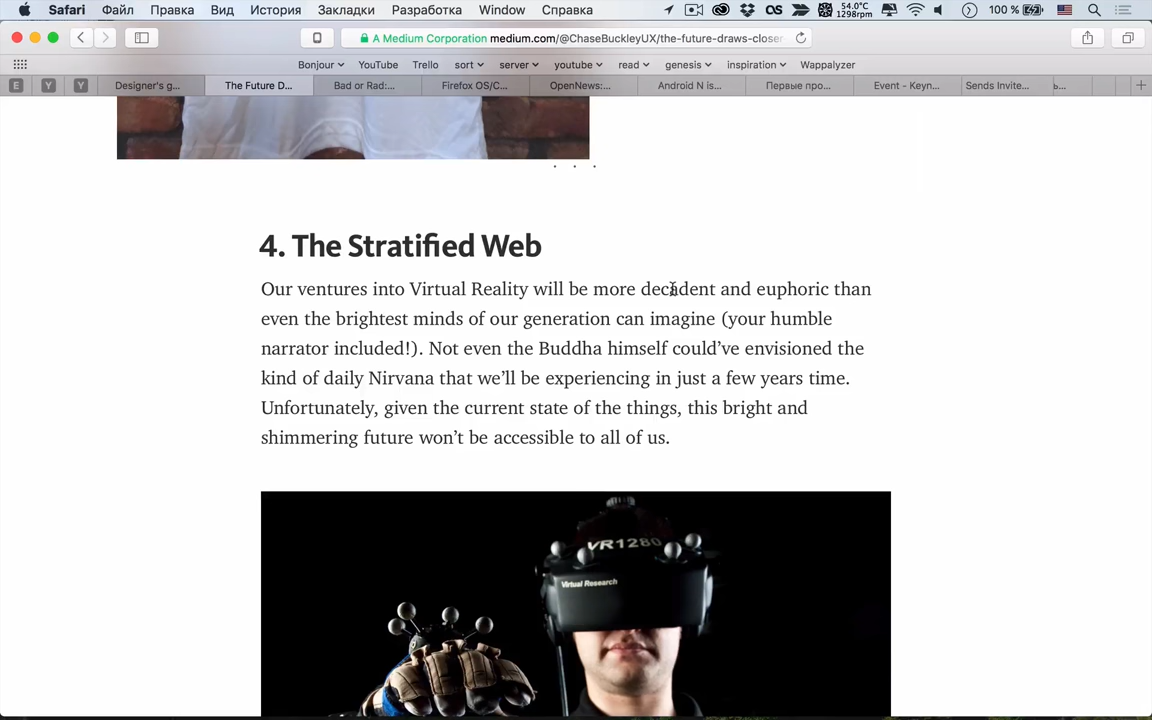 Safari Файл Правка Вид История Закладки Разработка Window Справка 54.0°C 1298rpm 100 %
A Medium Corporation medium.com/@ChaseBuckleyUX/the-future-draws-closer-
Bonjour YouTube Trello sort server youtube read genesis inspiration Wappalyzer
E Y Y Designer's g... The Future D... Bad or Rad:... Firefox OS/C... OpenNews:... Android N is... Первые про... Event - Keyn... Sends Invite... ь...
4. The Stratified Web
Our ventures into Virtual Reality will be more decadent and euphoric than
even the brightest minds of our generation can imagine (your humble
narrator included!). Not even the Buddha himself could’ve envisioned the
kind of daily Nirvana that we’ll be experiencing in just a few years time.
Unfortunately, given the current state of the things, this bright and
shimmering future won’t be accessible to all of us.
VR1280
Virtual Research